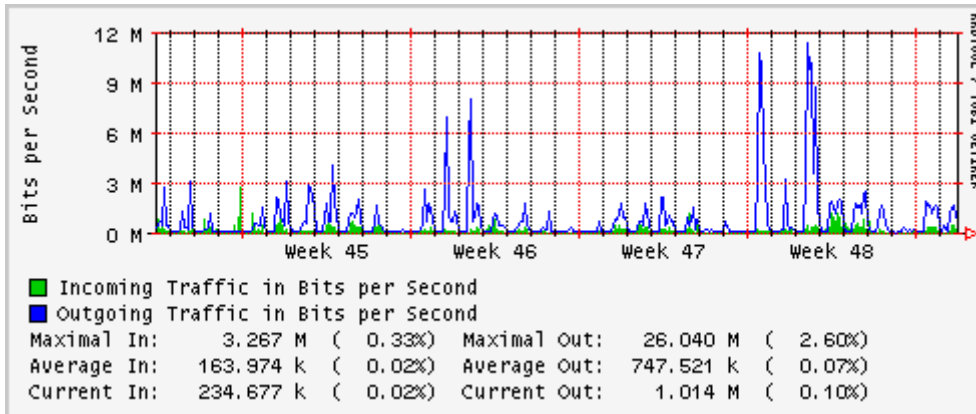 12 M
9 M
6 M
3 M
0 M
Bits per Second
Week 45 Week 46 Week 47 Week 48
Incoming Traffic in Bits per Second
Outgoing Traffic in Bits per Second
Maximal In: 3.267 M ( 0.33%) Maximal Out: 26.040 M ( 2.60%)
Average In: 163.974 k ( 0.02%) Average Out: 747.521 k ( 0.07%)
Current In: 234.677 k ( 0.02%) Current Out: 1.014 M ( 0.10%)